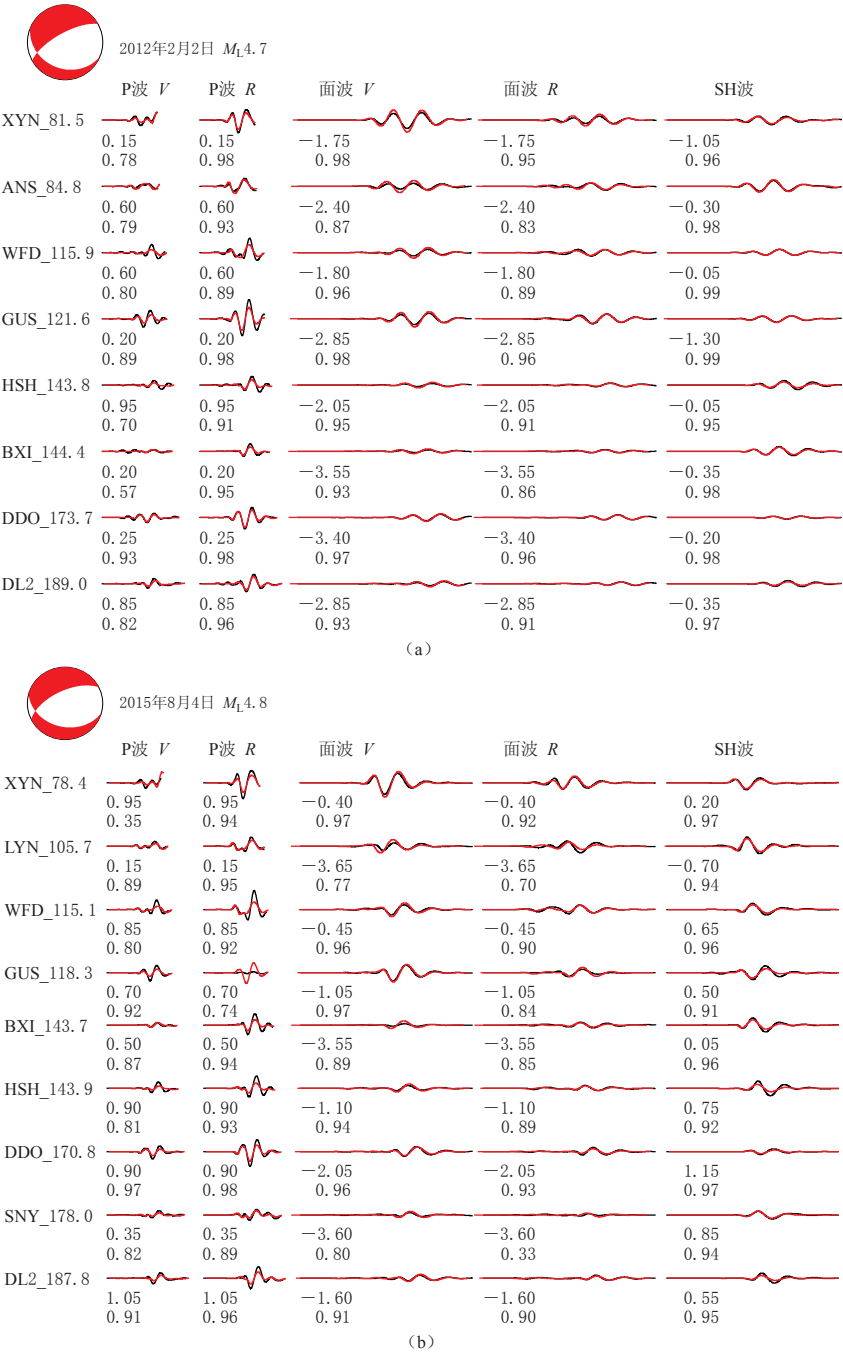 2012年2月2日 ML4.7
P波 V P波 R 面波 V 面波 R SH波
XYN_81.5
0.15 0.15 −1.75 −1.75 −1.05
0.78 0.98 0.98 0.95 0.96
ANS_84.8
0.60 0.60 −2.40 −2.40 −0.30
0.79 0.93 0.87 0.83 0.98
WFD_115.9
0.60 0.60 −1.80 −1.80 −0.05
0.80 0.89 0.96 0.89 0.99
GUS_121.6
0.20 0.20 −2.85 −2.85 −1.30
0.89 0.98 0.98 0.96 0.99
HSH_143.8
0.95 0.95 −2.05 −2.05 −0.05
0.70 0.91 0.95 0.91 0.95
BXI_144.4
0.20 0.20 −3.55 −3.55 −0.35
0.57 0.95 0.93 0.86 0.98
DDO_173.7
0.25 0.25 −3.40 −3.40 −0.20
0.93 0.98 0.97 0.96 0.98
DL2_189.0
0.85 0.85 −2.85 −2.85 −0.35
0.82 0.96 0.93 0.91 0.97
(a)
2015年8月4日 ML4.8
P波 V P波 R 面波 V 面波 R SH波
XYN_78.4
0.95 0.95 −0.40 −0.40 0.20
0.35 0.94 0.97 0.92 0.97
LYN_105.7
0.15 0.15 −3.65 −3.65 −0.70
0.89 0.95 0.77 0.70 0.94
WFD_115.1
0.85 0.85 −0.45 −0.45 0.65
0.80 0.92 0.96 0.90 0.96
GUS_118.3
0.70 0.70 −1.05 −1.05 0.50
0.92 0.74 0.97 0.84 0.91
BXI_143.7
0.50 0.50 −3.55 −3.55 0.05
0.87 0.94 0.89 0.85 0.96
HSH_143.9
0.90 0.90 −1.10 −1.10 0.75
0.81 0.93 0.94 0.89 0.92
DDO_170.8
0.90 0.90 −2.05 −2.05 1.15
0.97 0.98 0.96 0.93 0.97
SNY_178.0
0.35 0.35 −3.60 −3.60 0.85
0.82 0.89 0.80 0.33 0.94
DL2_187.8
1.05 1.05 −1.60 −1.60 0.55
0.91 0.96 0.91 0.90 0.95
(b)